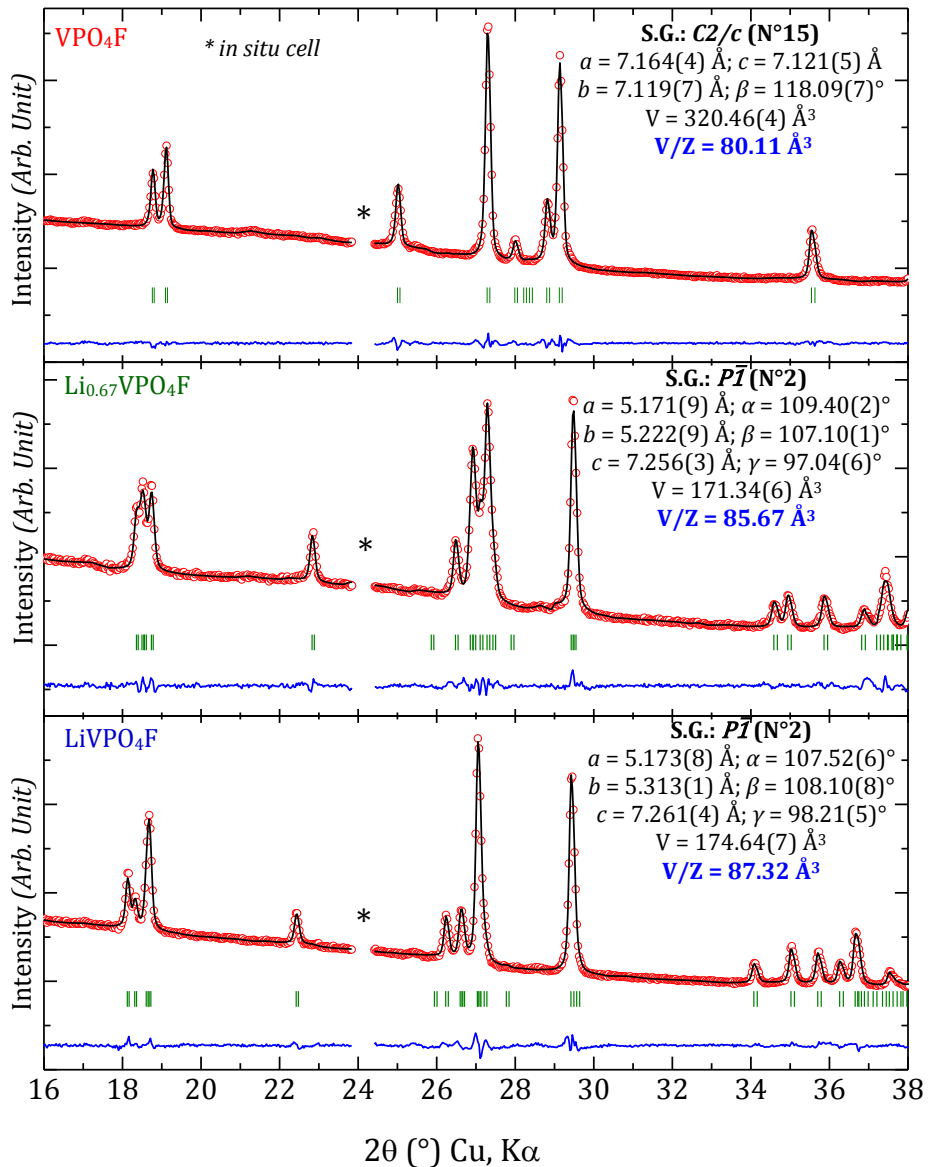 VPO₄F
* in situ cell
S.G.: C2/c (N°15)
a = 7.164(4) Å; c = 7.121(5) Å
b = 7.119(7) Å; β = 118.09(7)°
V = 320.46(4) Å³
V/Z = 80.11 Å³
*
Intensity (Arb. Unit)
Li₀.₆₇VPO₄F
S.G.: P1̄ (N°2)
a = 5.171(9) Å; α = 109.40(2)°
b = 5.222(9) Å; β = 107.10(1)°
c = 7.256(3) Å; γ = 97.04(6)°
V = 171.34(6) Å³
V/Z = 85.67 Å³
*
Intensity (Arb. Unit)
LiVPO₄F
S.G.: P1̄ (N°2)
a = 5.173(8) Å; α = 107.52(6)°
b = 5.313(1) Å; β = 108.10(8)°
c = 7.261(4) Å; γ = 98.21(5)°
V = 174.64(7) Å³
V/Z = 87.32 Å³
*
Intensity (Arb. Unit)
16 18 20 22 24 26 28 30 32 34 36 38
2θ (°) Cu, Kα